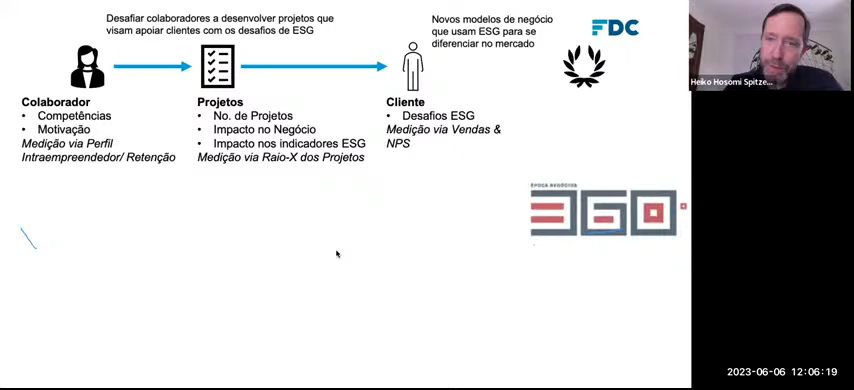 Desafiar colaboradores a desenvolver projetos que
visam apoiar clientes com os desafios de ESG
Novos modelos de negócio
que usam ESG para se
diferenciar no mercado
FDC
Heiko Hosomi Spitze...
Colaborador
• Competências
• Motivação
Medição via Perfil
Intraempreendedor/ Retenção
Projetos
• No. de Projetos
• Impacto no Negócio
• Impacto nos indicadores ESG
Medição via Raio-X dos Projetos
Cliente
• Desafios ESG
Medição via Vendas &
NPS
ÉPOCA NEGÓCIOS
360°
2023-06-06 12:06:19